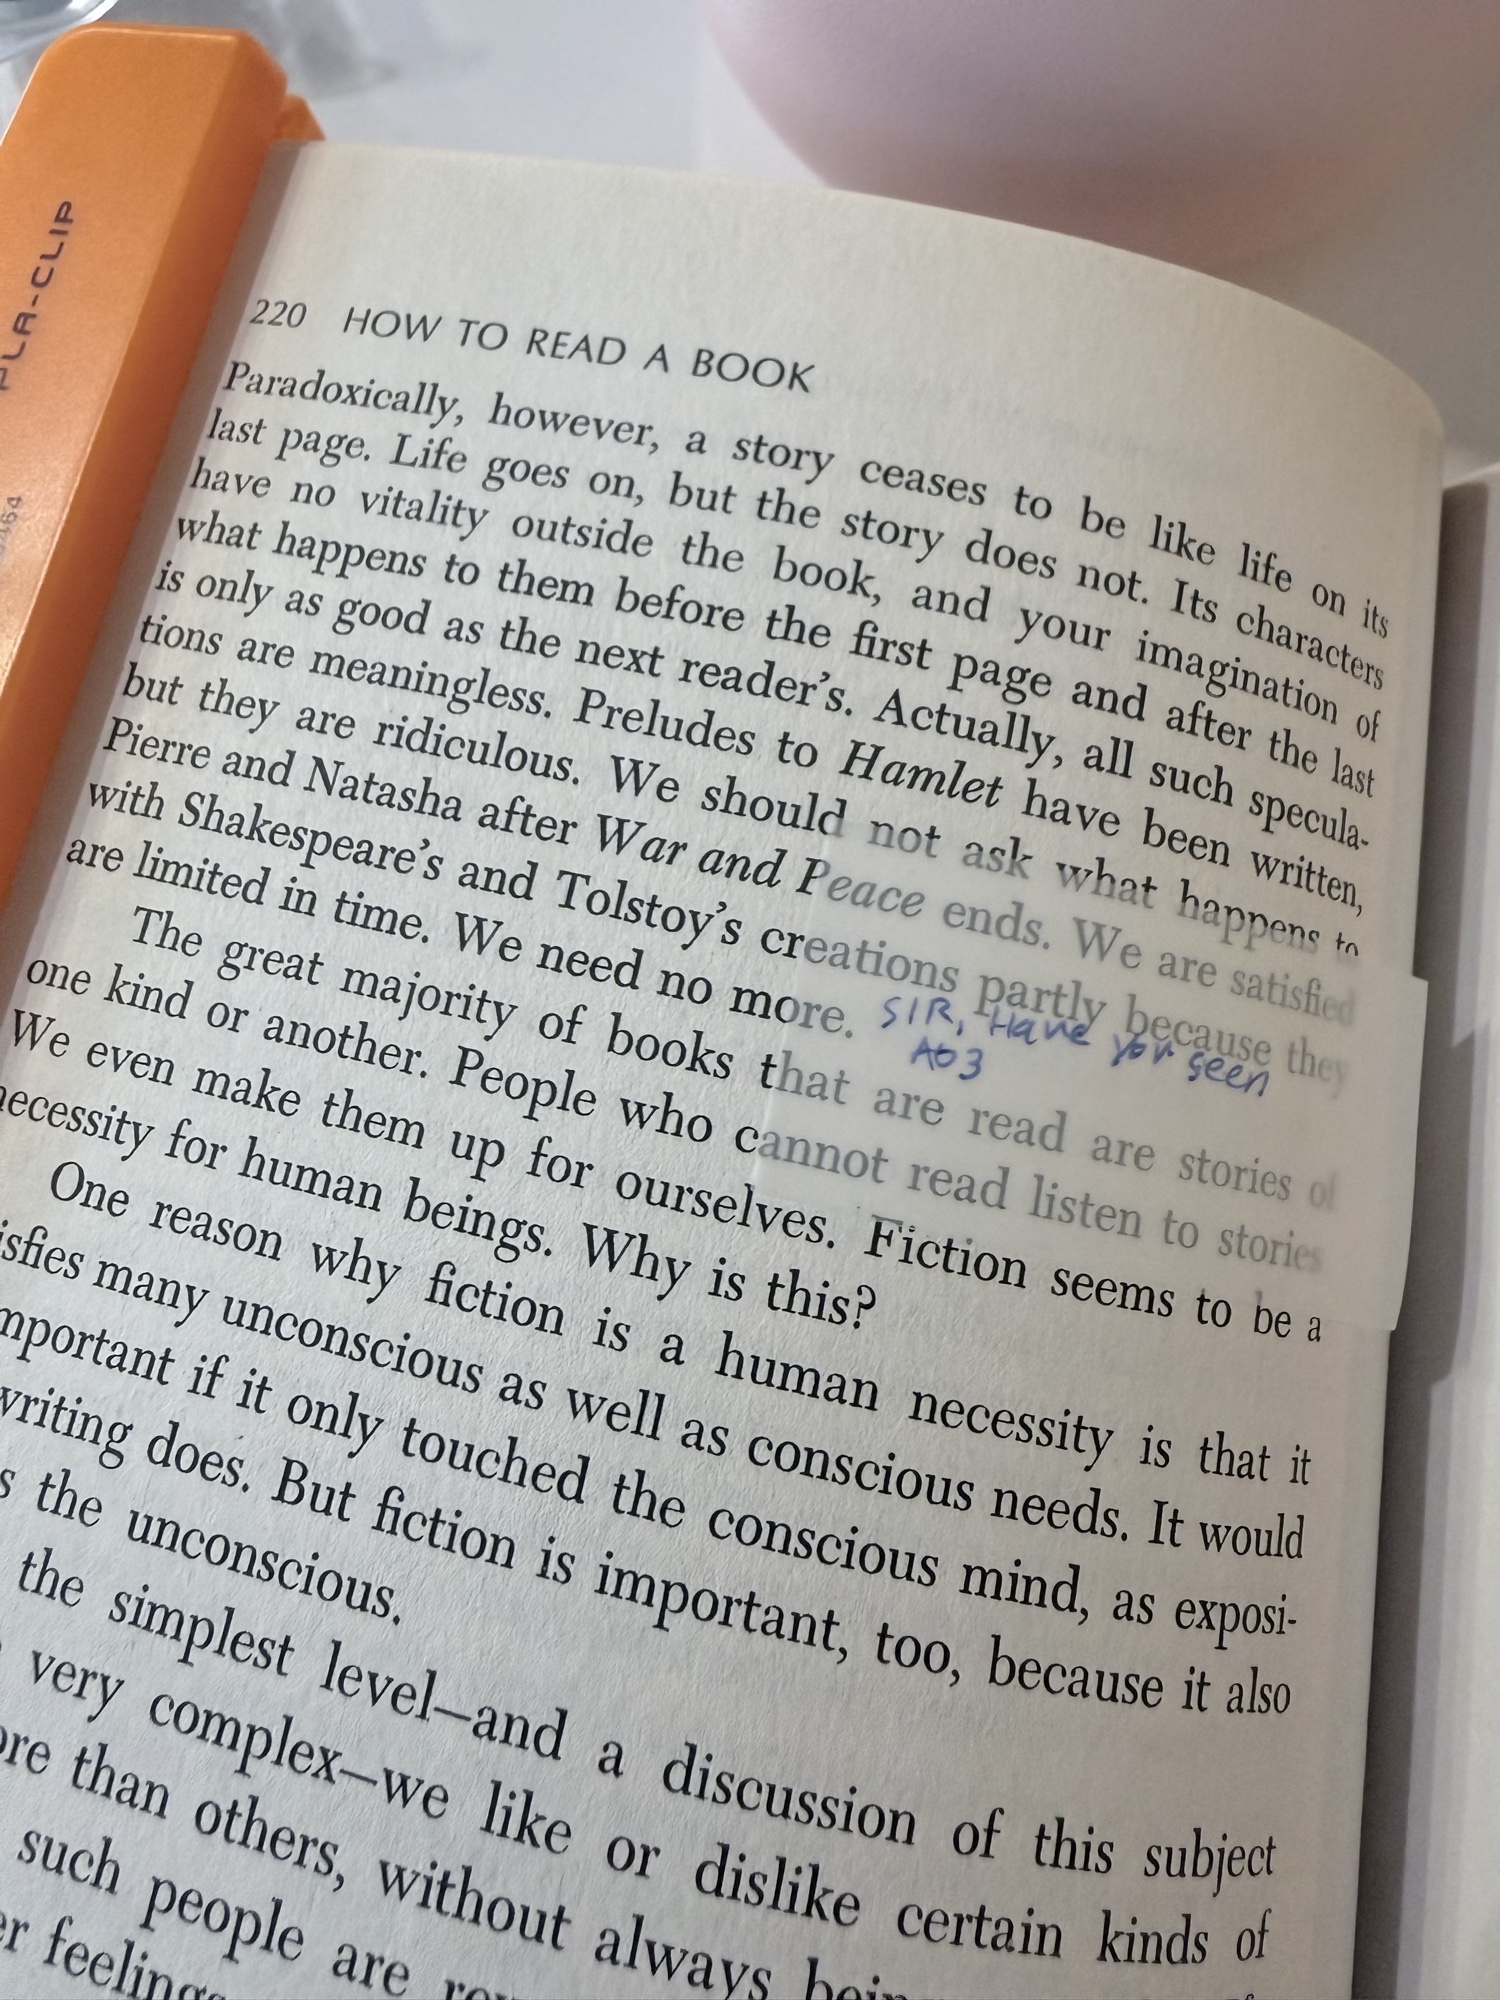 PLA-CLIP
220 HOW TO READ A BOOK
Paradoxically, however, a story ceases to be like life on its
last page. Life goes on, but the story does not. Its characters
have no vitality outside the book, and your imagination of
what happens to them before the first page and after the last
is only as good as the next reader's. Actually, all such specula-
tions are meaningless. Preludes to Hamlet have been written,
but they are ridiculous. We should not ask what happens to
Pierre and Natasha after War and Peace ends. We are satisfied
with Shakespeare's and Tolstoy's creations partly because they
are limited in time. We need no more.
SIR, Have you seen
AO3
The great majority of books that are read are stories of
one kind or another. People who cannot read listen to stories
We even make them up for ourselves. Fiction seems to be a
necessity for human beings. Why is this?
One reason why fiction is a human necessity is that it
isfies many unconscious as well as conscious needs. It would
mportant if it only touched the conscious mind, as exposi-
writing does. But fiction is important, too, because it also
s the unconscious.
the simplest level—and a discussion of this subject
very complex—we like or dislike certain kinds of
ore than others, without always bein
such people are
er feelings